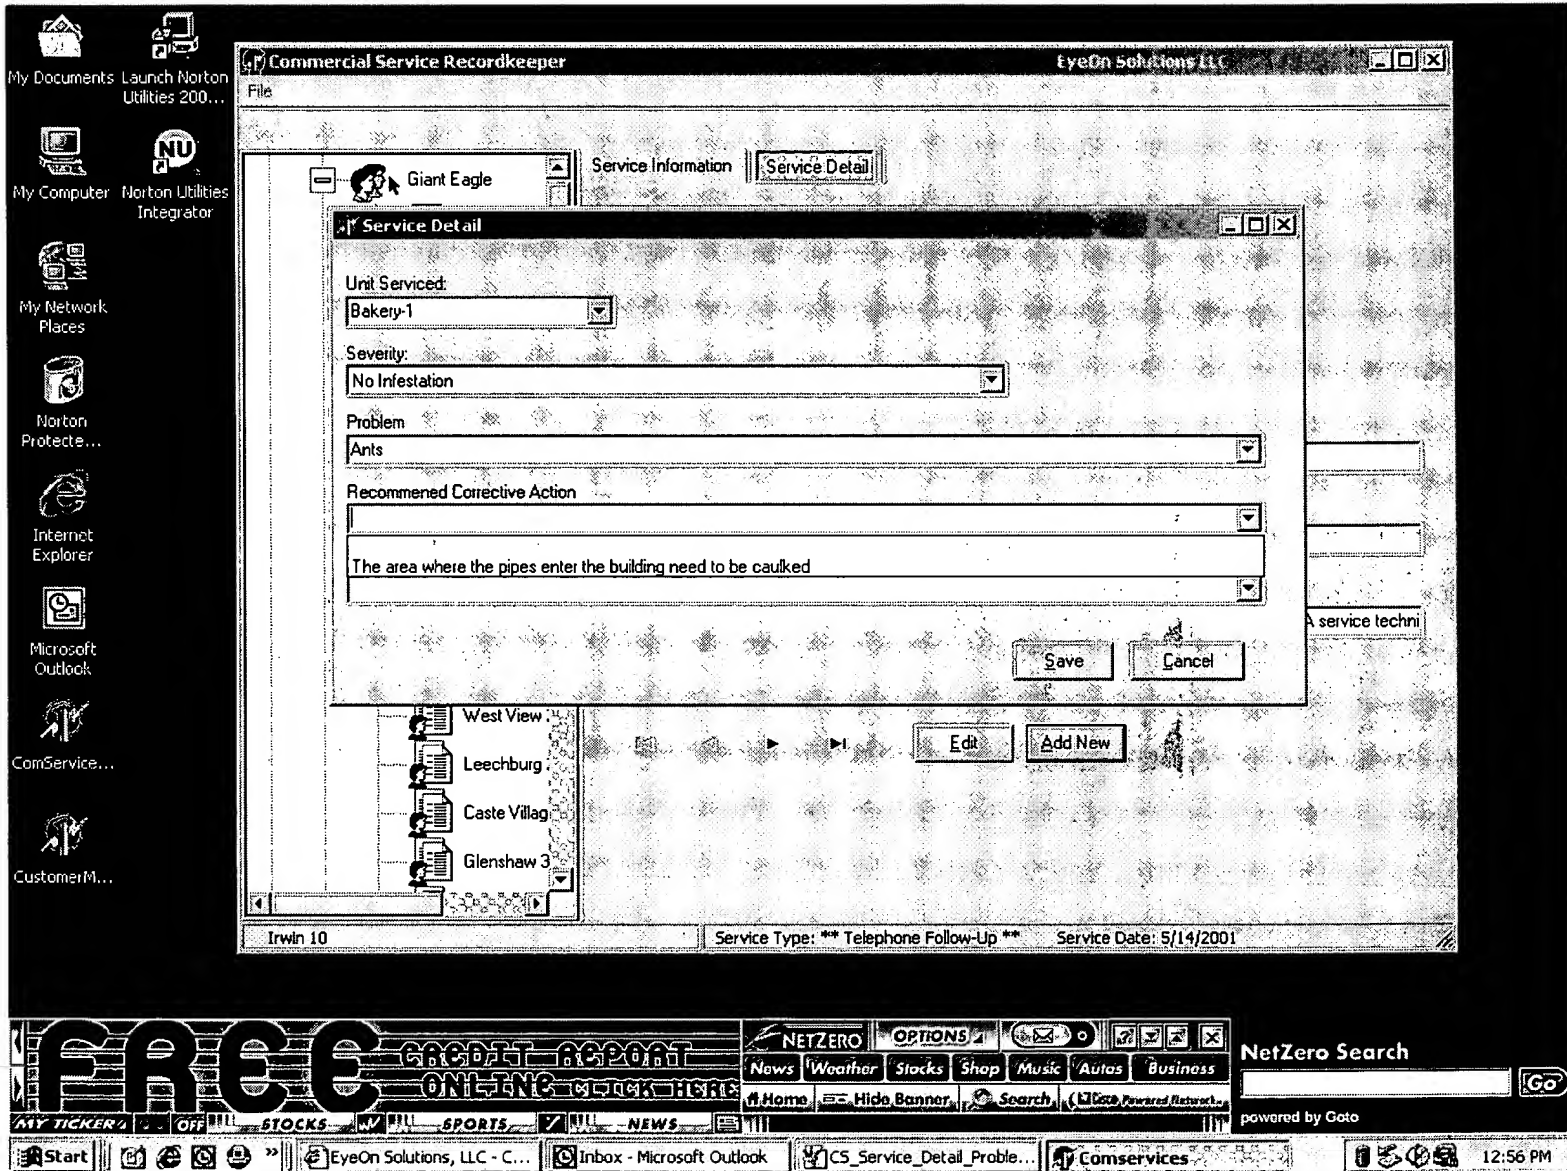 My Documents
Launch Norton Utilities 200...
My Computer
NU
Norton Utilities Integrator
My Network Places
Norton Protecte...
Internet Explorer
Microsoft Outlook
ComService...
CustomerM...
Commercial Service Recordkeeper
EyeOn Solutions LLC
File
Giant Eagle
Service Information
Service Detail
Service Detail
Unit Serviced:
Bakery-1
Severity:
No Infestation
Problem
Ants
Recommened Corrective Action
The area where the pipes enter the building need to be caulked
A service techni
Save
Cancel
West View
Leechburg
Caste Villag
Glenshaw 3
Edit
Add New
Irwin 10
Service Type: ** Telephone Follow-Up **
Service Date: 5/14/2001
FREE
CREDIT REPORT
ONLINE CLICK HERE
NETZERO
OPTIONS
News Weather Stocks Shop Music Autos Business
Home Hide Banner Search
MY TICKER OFF STOCKS SPORTS NEWS
NetZero Search
Go
powered by Goto
Start
»
EyeOn Solutions, LLC - C...
Inbox - Microsoft Outlook
CS_Service_Detail_Proble...
Comservices
12:56 PM